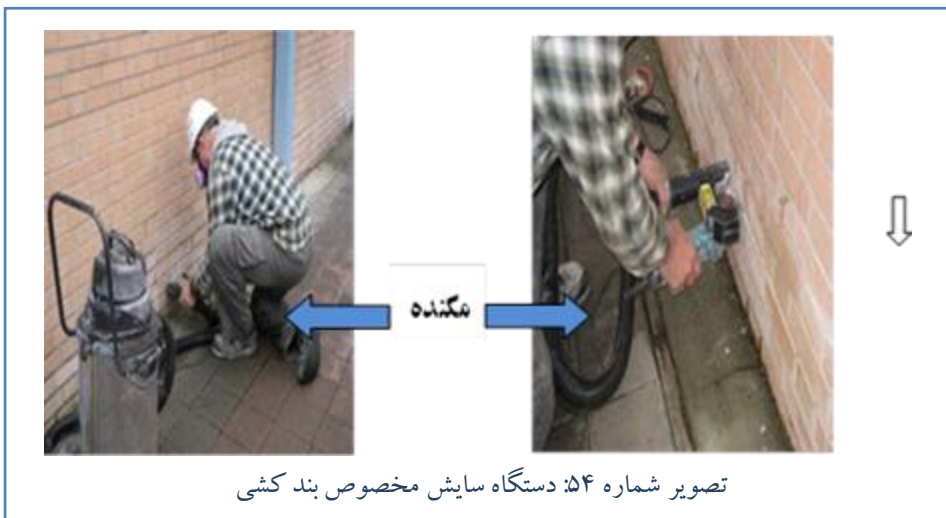 مکنده
تصویر شماره ۵۴: دستگاه سایش مخصوص بند کشی